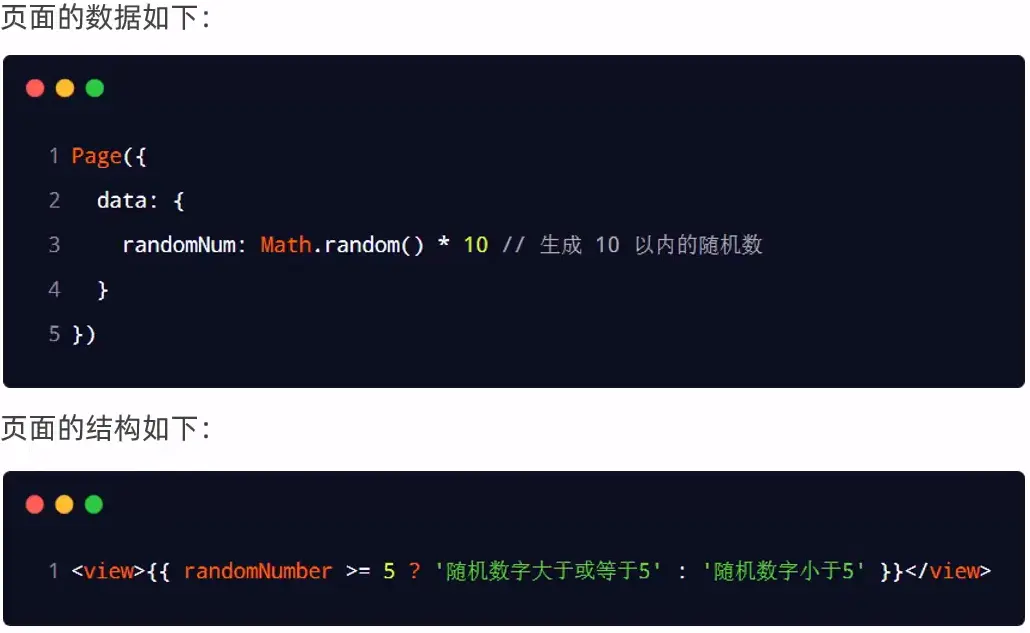 页面的数据如下：
1 Page({
2   data: {
3     randomNum: Math.random() * 10 // 生成 10 以内的随机数
4   }
5 })
页面的结构如下：
1 <view>{{ randomNumber >= 5 ? '随机数字大于或等于5' : '随机数字小于5' }}</view>